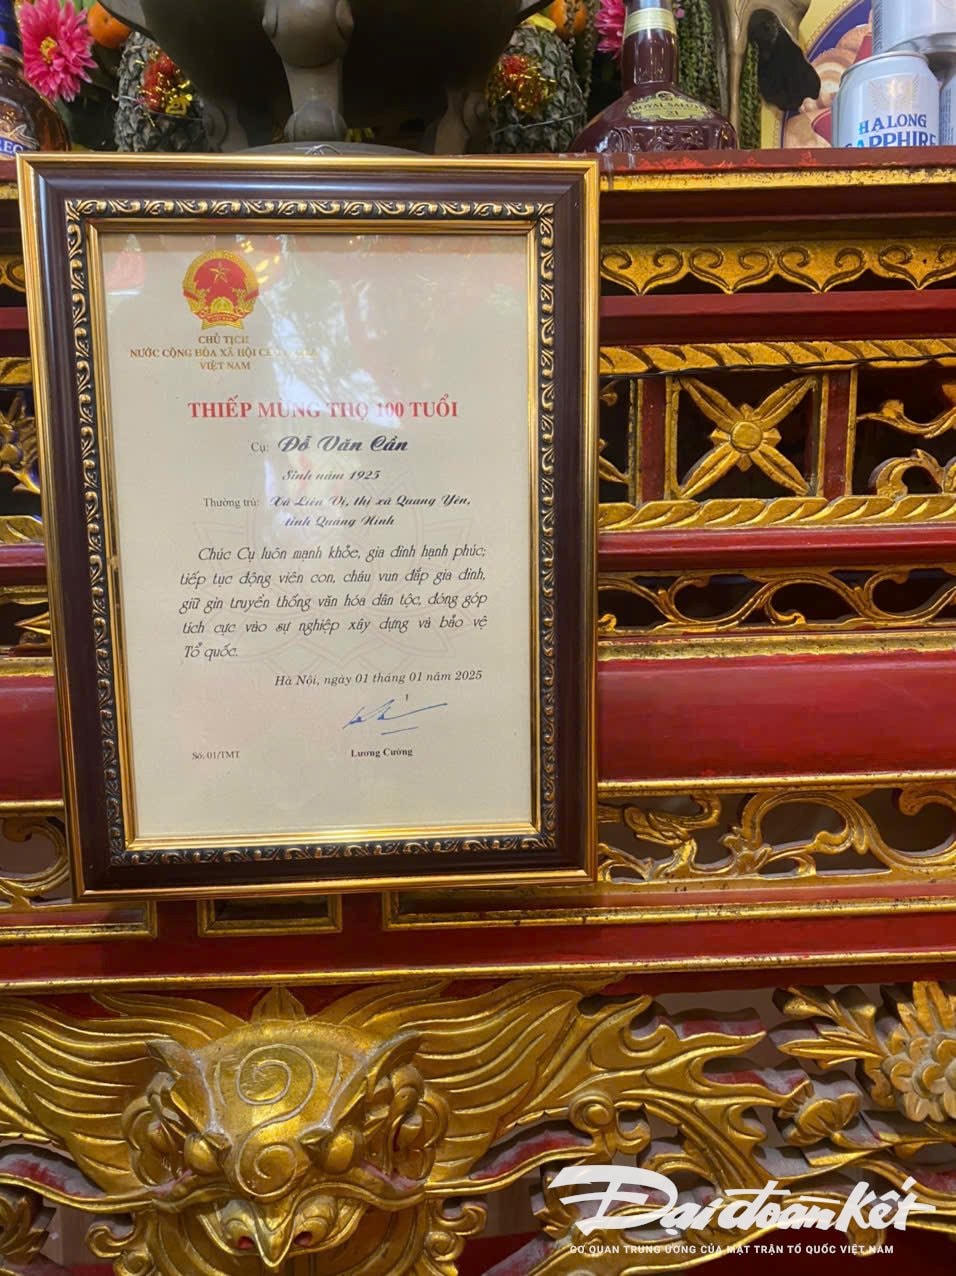 ROYAL SALUTE
21
HALONG
SAPPHIRE
CHỦ TỊCH
NƯỚC CỘNG HÒA XÃ HỘI
VIỆT NAM
THIẾP MỪNG THỌ 100 TUỔI
Cụ: Đỗ Văn Cần
Sinh năm 1925
Thường trú: Xã Liên Vị, thị xã Quảng Yên,
tỉnh Quảng Ninh
Chúc Cụ luôn mạnh khỏe, gia đình hạnh phúc;
tiếp tục động viên con, cháu vun đắp gia đình,
giữ gìn truyền thống văn hóa dân tộc, đóng góp
tích cực vào sự nghiệp xây dựng và bảo vệ
Tổ quốc.
Hà Nội, ngày 01 tháng 01 năm 2025
Số: 01/TMT
Lương Cường
Đại đoàn kết
CƠ QUAN TRUNG ƯƠNG CỦA MẶT TRẬN TỔ QUỐC VIỆT NAM